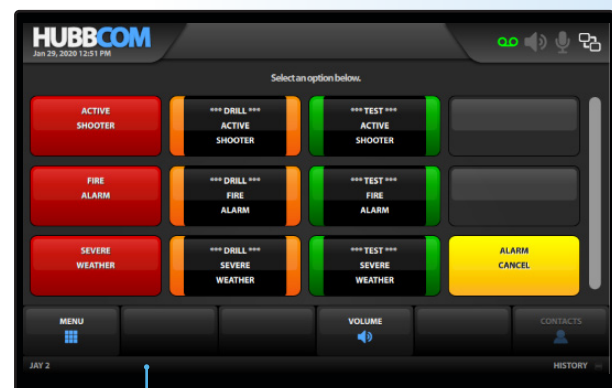 HUBBCOM
Jan 29, 2020 12:51 PM
Select an option below.
ACTIVE
SHOOTER
*** DRILL ***
ACTIVE
SHOOTER
*** TEST ***
ACTIVE
SHOOTER
FIRE
ALARM
*** DRILL ***
FIRE
ALARM
*** TEST ***
FIRE
ALARM
SEVERE
WEATHER
*** DRILL ***
SEVERE
WEATHER
*** TEST ***
SEVERE
WEATHER
ALARM
CANCEL
MENU
VOLUME
CONTACTS
JAY 2
HISTORY